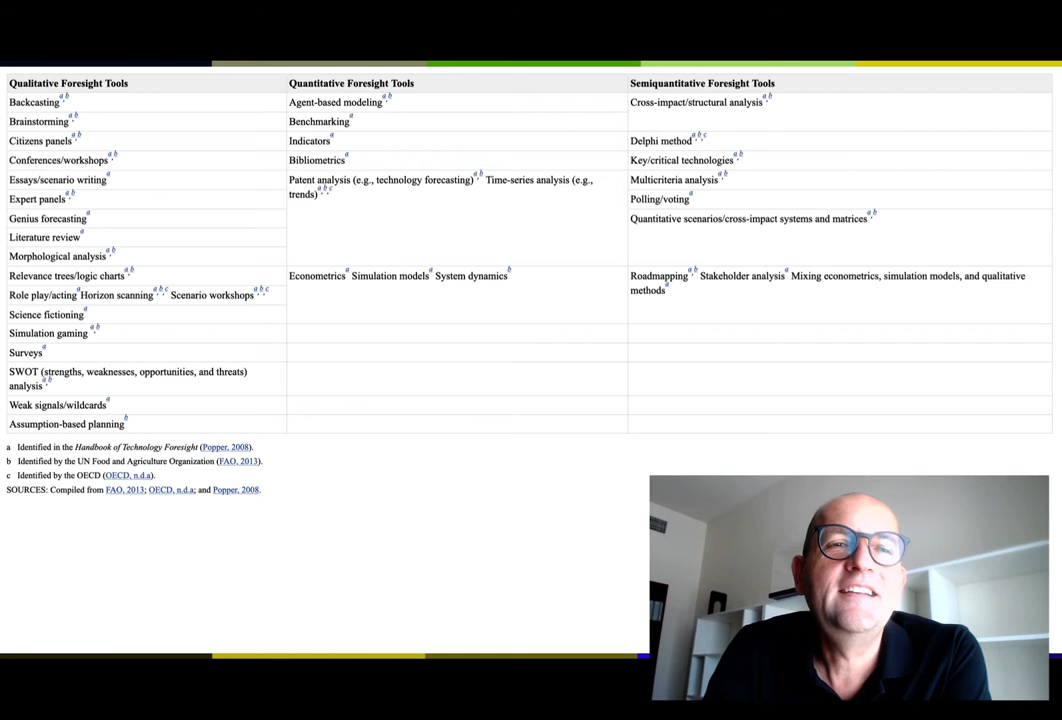 Qualitative Foresight Tools Quantitative Foresight Tools Semiquantitative Foresight Tools
Backcasting a, b Agent-based modeling a, b Cross-impact/structural analysis a, b
Brainstorming a, b Benchmarking a
Citizens panels a, b Indicators a Delphi method a, b, c
Conferences/workshops a, b Bibliometrics a Key/critical technologies a, b
Essays/scenario writing a Patent analysis (e.g., technology forecasting) a, b Time-series analysis (e.g., Multicriteria analysis a, b
trends) a, b, c
Expert panels a, b Polling/voting a
Genius forecasting a Quantitative scenarios/cross-impact systems and matrices a, b
Literature review a
Morphological analysis a, b
Relevance trees/logic charts a, b Econometrics a Simulation models a System dynamics b Roadmapping a, b Stakeholder analysis a Mixing econometrics, simulation models, and qualitative
methods a
Role play/acting a Horizon scanning a, b, c Scenario workshops a, b, c
Science fictioning a
Simulation gaming a, b
Surveys a
SWOT (strengths, weaknesses, opportunities, and threats)
analysis a, b
Weak signals/wildcards a
Assumption-based planning b
a Identified in the Handbook of Technology Foresight (Popper, 2008).
b Identified by the UN Food and Agriculture Organization (FAO, 2013).
c Identified by the OECD (OECD, n.d.a).
SOURCES: Compiled from FAO, 2013; OECD, n.d.a; and Popper, 2008.